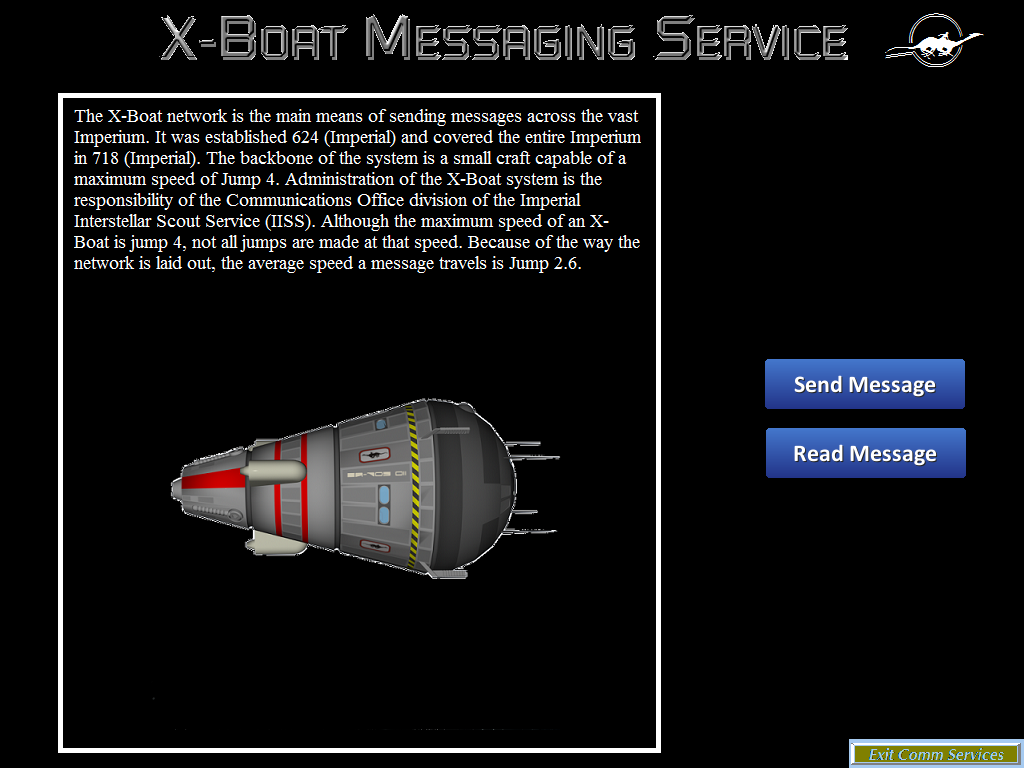 X-Boat Messaging Service
The X-Boat network is the main means of sending messages across the vast
Imperium. It was established 624 (Imperial) and covered the entire Imperium
in 718 (Imperial). The backbone of the system is a small craft capable of a
maximum speed of Jump 4. Administration of the X-Boat system is the
responsibility of the Communications Office division of the Imperial
Interstellar Scout Service (IISS). Although the maximum speed of an X-
Boat is jump 4, not all jumps are made at that speed. Because of the way the
network is laid out, the average speed a message travels is Jump 2.6.
Send Message
Read Message
Exit Comm Services